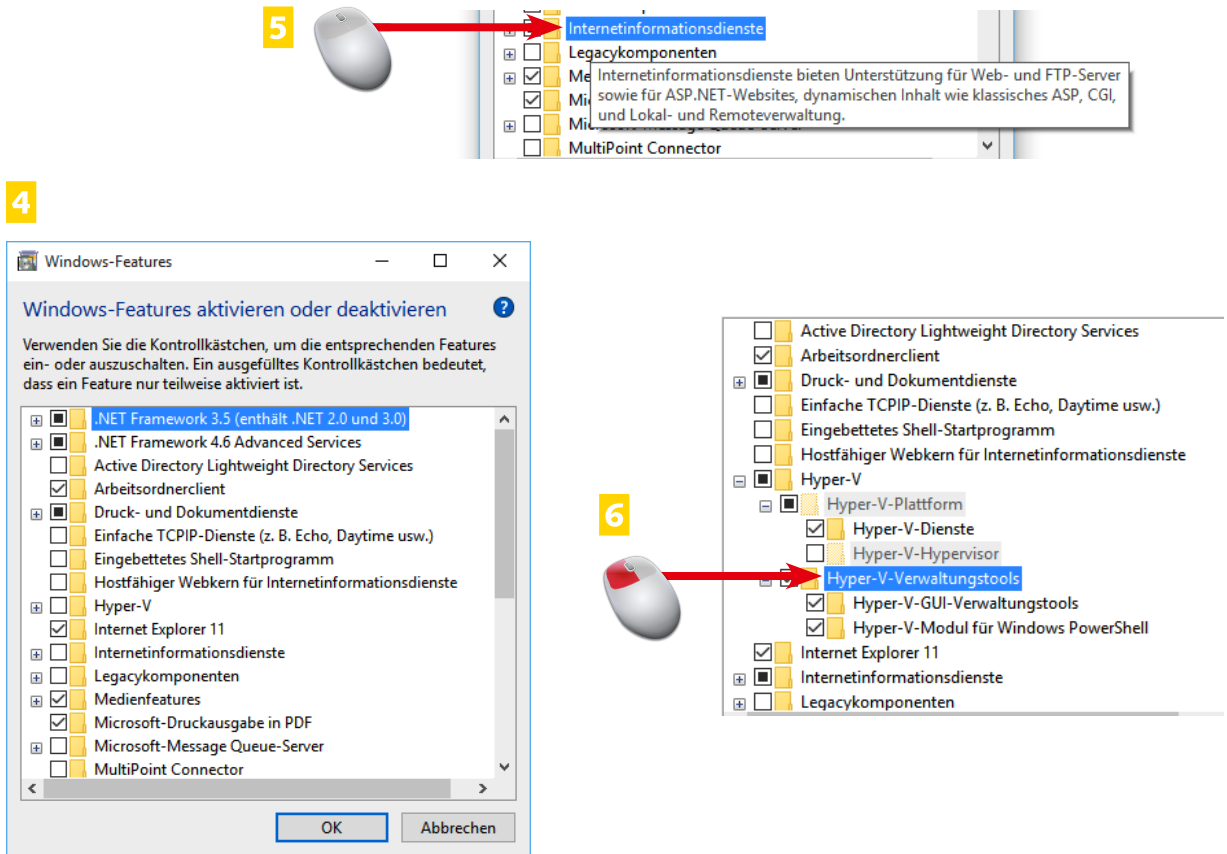 5
Internetinformationsdienste
Legacykomponenten
Internetinformationsdienste bieten Unterstützung für Web- und FTP-Server
sowie für ASP.NET-Websites, dynamischen Inhalt wie klassisches ASP, CGI,
und Lokal- und Remoteverwaltung.
MultiPoint Connector
4
Windows-Features
Windows-Features aktivieren oder deaktivieren
?
Verwenden Sie die Kontrollkästchen, um die entsprechenden Features
ein- oder auszuschalten. Ein ausgefülltes Kontrollkästchen bedeutet,
dass ein Feature nur teilweise aktiviert ist.
.NET Framework 3.5 (enthält .NET 2.0 und 3.0)
.NET Framework 4.6 Advanced Services
Active Directory Lightweight Directory Services
Arbeitsordnerclient
Druck- und Dokumentdienste
Einfache TCPIP-Dienste (z. B. Echo, Daytime usw.)
Eingebettetes Shell-Startprogramm
Hostfähiger Webkern für Internetinformationsdienste
Hyper-V
Internet Explorer 11
Internetinformationsdienste
Legacykomponenten
Medienfeatures
Microsoft-Druckausgabe in PDF
Microsoft-Message Queue-Server
MultiPoint Connector
OK
Abbrechen
6
Active Directory Lightweight Directory Services
Arbeitsordnerclient
Druck- und Dokumentdienste
Einfache TCPIP-Dienste (z. B. Echo, Daytime usw.)
Eingebettetes Shell-Startprogramm
Hostfähiger Webkern für Internetinformationsdienste
Hyper-V
Hyper-V-Plattform
Hyper-V-Dienste
Hyper-V-Hypervisor
Hyper-V-Verwaltungstools
Hyper-V-GUI-Verwaltungstools
Hyper-V-Modul für Windows PowerShell
Internet Explorer 11
Internetinformationsdienste
Legacykomponenten